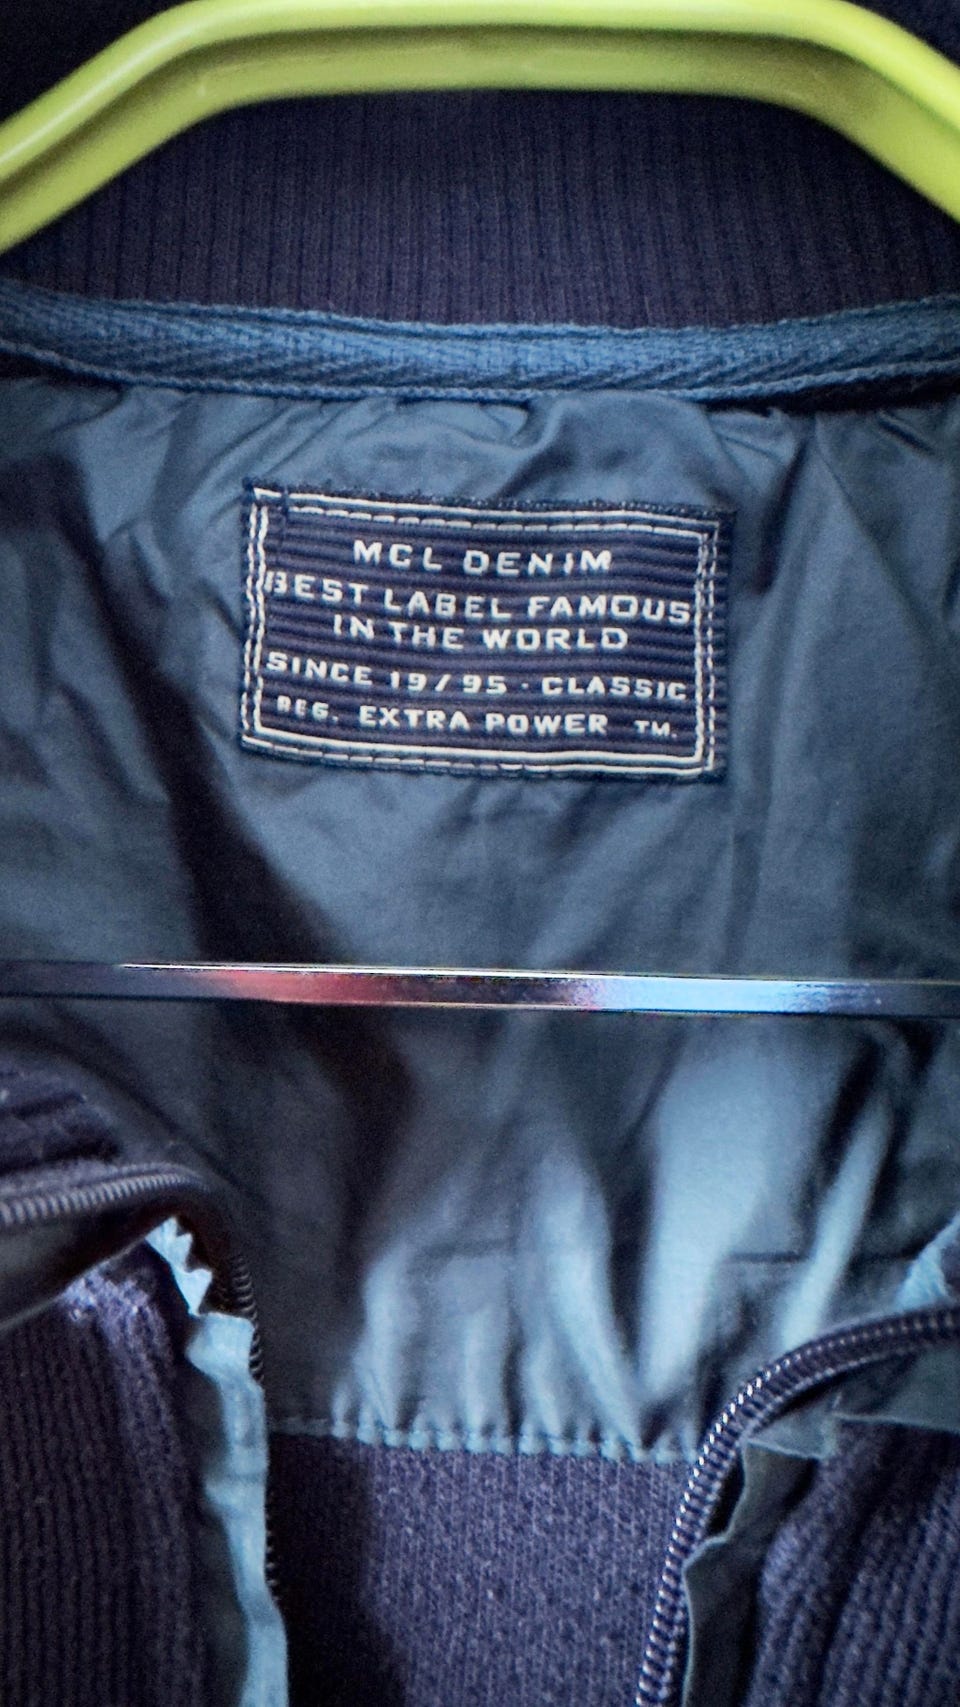 MCL DENIM
BEST LABEL FAMOUS
IN THE WORLD
SINCE 19/95 · CLASSIC
REG. EXTRA POWER TM.